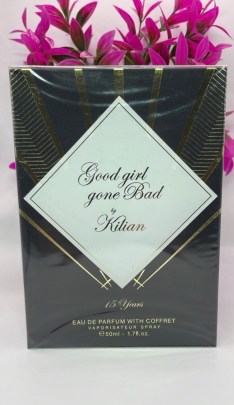 Good girl
gone Bad
by
Kilian
15 Years
EAU DE PARFUM WITH COFFRET
VAPORISATEUR SPRAY
℮50ml - 1.7fl.oz.